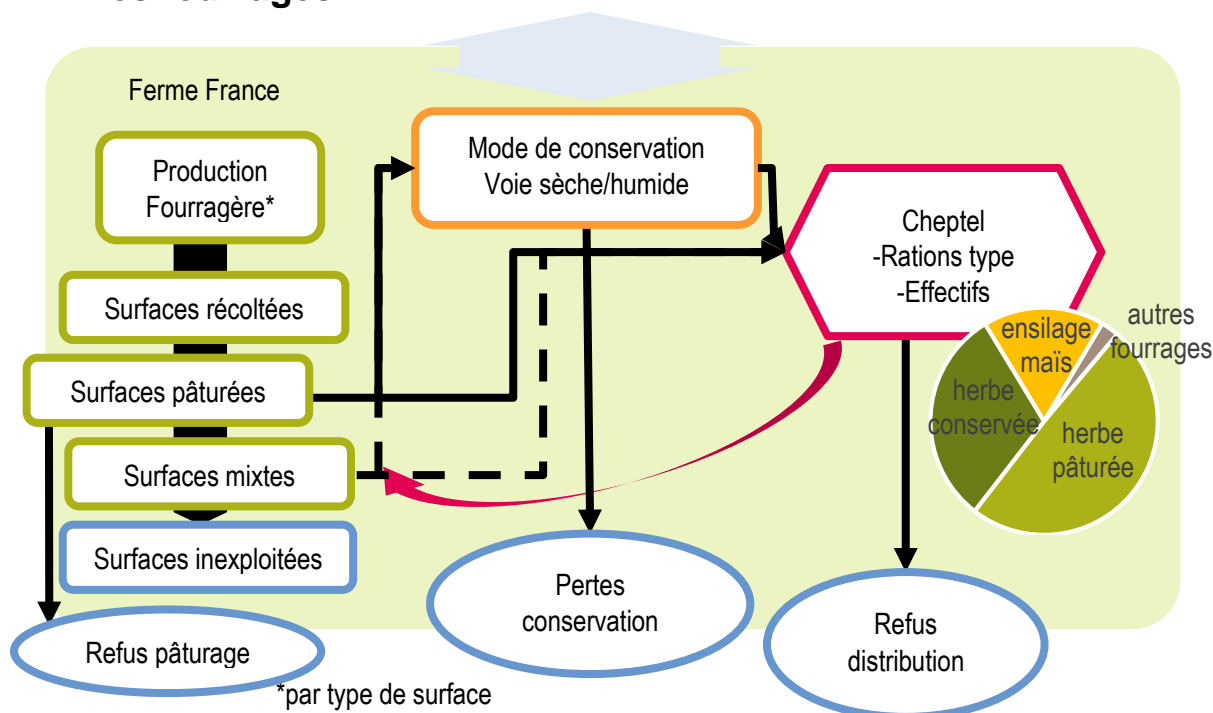 Ferme France
Production
Fourragère*
Mode de conservation
Voie sèche/humide
Cheptel
-Rations type
-Effectifs
Surfaces récoltées
Surfaces pâturées
Surfaces mixtes
Surfaces inexploitées
ensilage
maïs
autres
fourrages
herbe
conservée
herbe
pâturée
Pertes
conservation
Refus
distribution
Refus pâturage
*par type de surface